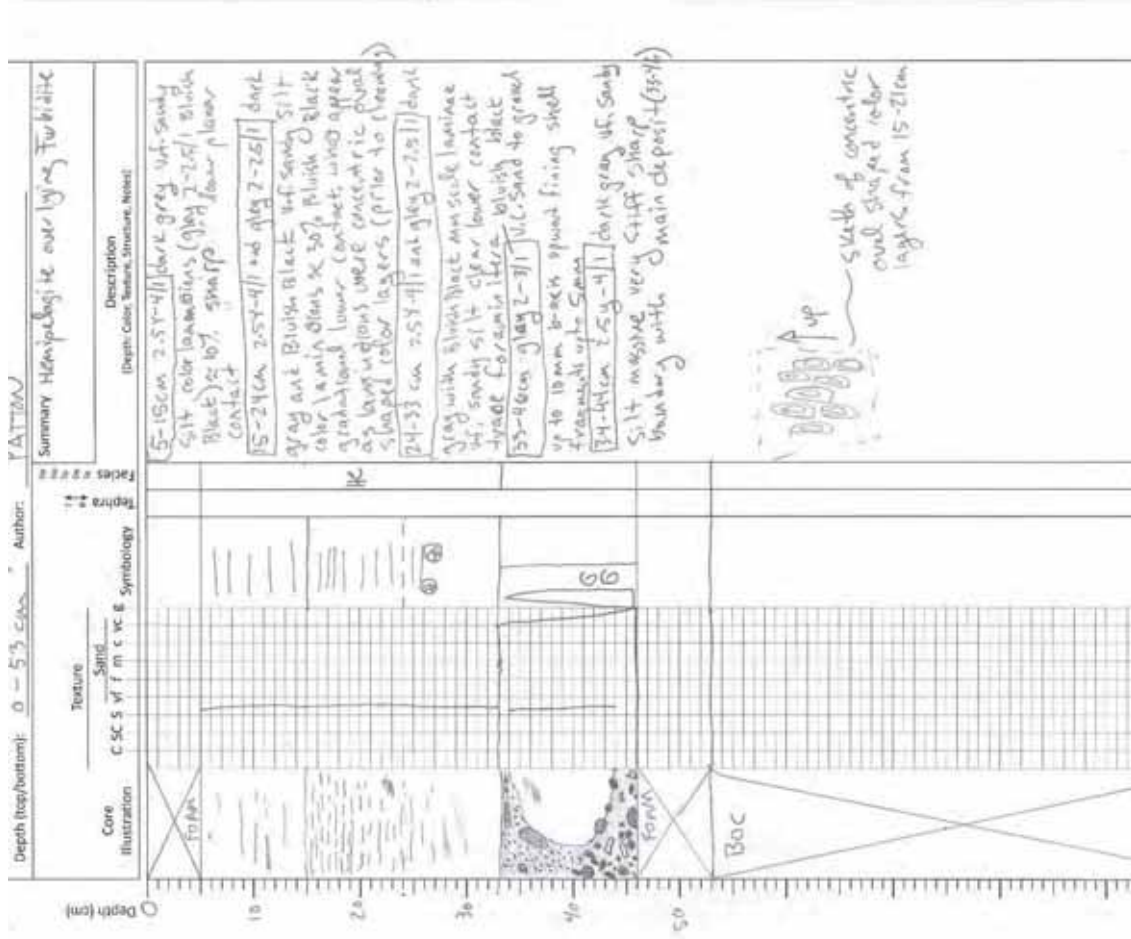 Depth (top/bottom): 0 - 53 cm Author: PATTON
Summary Hemipelagite overlying Turbidite
Depth (cm)
Core Illustration
Texture
Sand
C SC S vf f m c vc g
Symbology
Tephra
Facies
Description
(Depth: Color, Texture, Structure, Notes)
0
10
20
30
40
50
FOAM
FOAM
BOC
G
G
5-15cm 2.5Y-4/1 dark grey vf. sandy
silt color laminations (gley 2-2.5/1 Bluish
Black) ≈ 10% sharp lower planar
contact
15-24cm 2.5Y-4/1 and gley 2-2.5/1 dark
gray and Bluish Black v.f. sandy silt
color laminations ≈ 30% Bluish Black
gradational lower contact, what appear
as laminations were concentric oval
shaped color layers (prior to cleaning)
24-33 cm 2.5Y-4/1 and gley 2-2.5/1 dark
gray with Bluish Black mm scale laminae
vf. sandy silt clear lower contact
trace foraminifera
33-46cm gley 2-3/1 bluish black
v.c. sand to gravel
up to 10mm b-axis upward fining shell
fragments up to 5mm
34-44cm 2.5Y-4/1 dark gray vf. sandy
silt massive very stiff sharp
bundary with main deposit (33-46)
up
sketh of concentric
oval shaped color
layers from 15-21cm